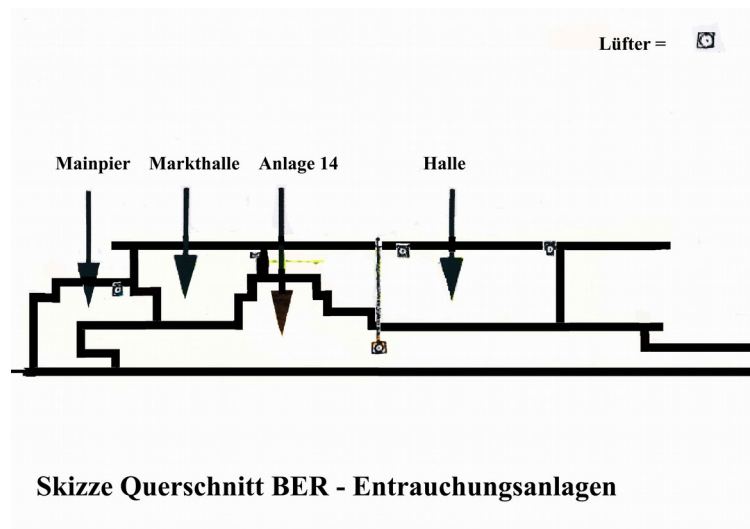 Lüfter =
Mainpier Markthalle Anlage 14 Halle
Skizze Querschnitt BER - Entrauchungsanlagen